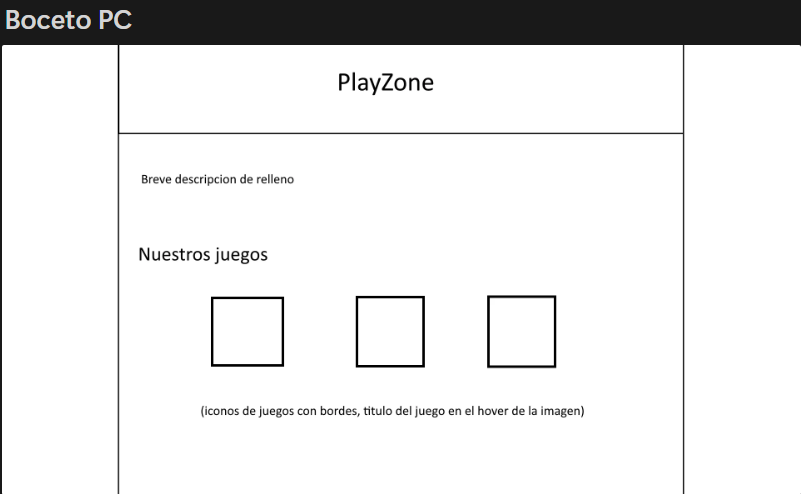 Boceto PC
PlayZone
Breve descripcion de relleno
Nuestros juegos
(iconos de juegos con bordes, titulo del juego en el hover de la imagen)